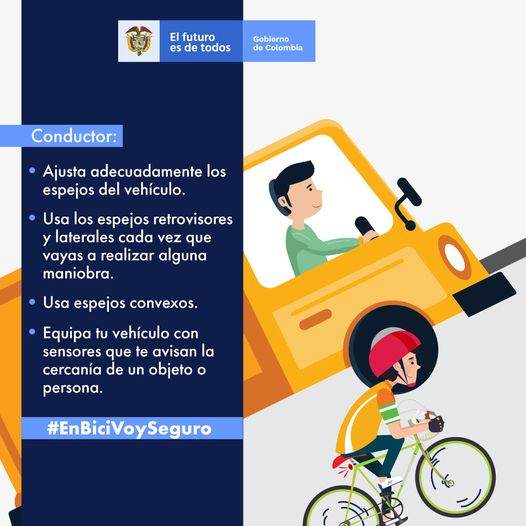 El futuro
es de todos
Gobierno
de Colombia
Conductor:
• Ajusta adecuadamente los
espejos del vehículo.
• Usa los espejos retrovisores
y laterales cada vez que
vayas a realizar alguna
maniobra.
• Usa espejos convexos.
• Equipa tu vehículo con
sensores que te avisan la
cercanía de un objeto o
persona.
#EnBiciVoySeguro